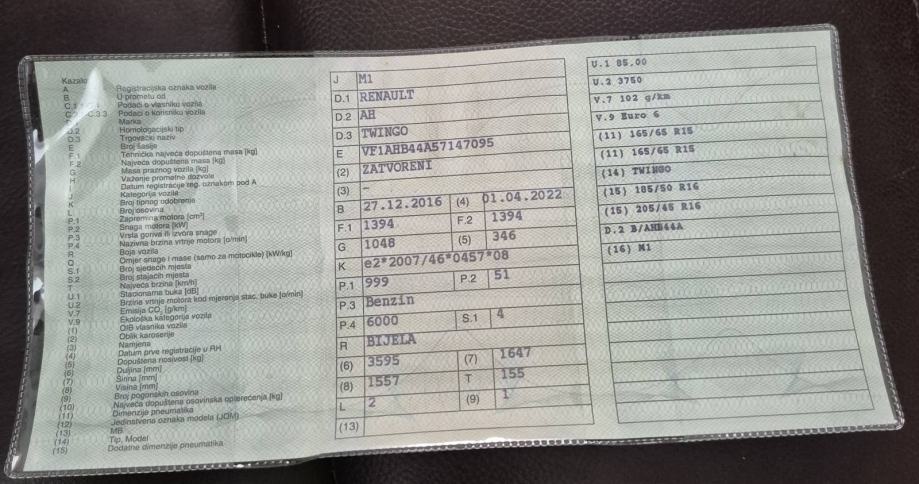 Kazalo
A Registracijska oznaka vozila
B U prometu od
Podaci o vlasniku vozila
C.3.3 Podaci o korisniku vozila
Marka
D.2 Homologacijski tip
D.3 Trgovački naziv
E Broj šasije
F.1 Tehnička najveća dopuštena masa [kg]
F.2 Najveća dopuštena masa [kg]
G Masa praznog vozila [kg]
H Važenje prometne dozvole
Datum registracije reg. oznakom pod A
J Kategorija vozila
K Broj tipnog odobrenja
L Broj osovina
P.1 Zapremina motora [cm³]
P.2 Snaga motora [kW]
P.3 Vrsta goriva ili izvora snage
P.4 Nazivna brzina vrtnje motora [o/min]
R Boja vozila
Q Omjer snage i mase (samo za motocikle) [kW/kg]
S.1 Broj sjedećih mjesta
S.2 Broj stajaćih mjesta
T Najveća brzina [km/h]
U.1 Stacionarna buka [dB]
U.2 Brzina vrtnje motora kod mjerenja stac. buke [o/min]
V.7 Emisija CO₂ [g/km]
V.9 Ekološka kategorija vozila
(1) OIB vlasnika vozila
(2) Oblik karoserije
(3) Namjena
(4) Datum prve registracije u RH
(5) Dopuštena nosivost [kg]
(6) Duljina [mm]
(7) Širina [mm]
(8) Visina [mm]
(9) Broj pogonskih osovina
(10) Najveća dopuštena osovinska opterećenja [kg]
(11) Dimenzije pneumatika
(12) Jedinstvena oznaka modela (JOM)
(13) MB
(14) Tip, Model
(15) Dodatne dimenzije pneumatika
J M1
D.1 RENAULT
D.2 AH
D.3 TWINGO
E VF1AHB44A57147095
(2) ZATVORENI
(3) –
B 27.12.2016 (4) 01.04.2022
F.1 1394 F.2 1394
G 1048 (5) 346
K e2*2007/46*0457*08
P.1 999 P.2 51
P.3 Benzin
P.4 6000 S.1 4
R BIJELA
(6) 3595 (7) 1647
(8) 1557 T 155
L 2 (9) 1
(13)
U.1 85.00
U.2 3750
V.7 102 g/km
V.9 Euro 6
(11) 165/65 R15
(11) 165/65 R15
(14) TWINGO
(15) 185/50 R16
(15) 205/45 R16
D.2 B/AHB44A
(16) M1